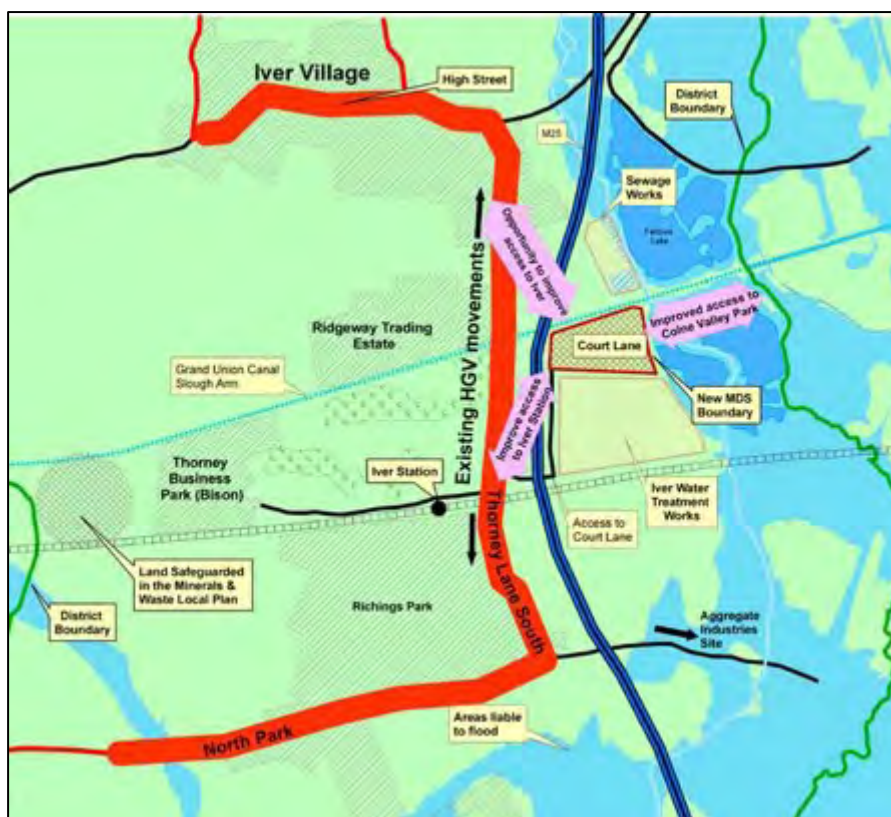 Iver Village
High Street
District
Boundary
M25
Sewage
Works
Opportunity to improve
access to Iver
Existing HGV movements
Improved access to
Colne Valley Park
Ridgeway Trading
Estate
Court Lane
Grand Union Canal
Slough Arm
Improve access
to Iver Station
New MDS
Boundary
Thorney
Business
Park (Bison)
Iver Station
Iver Water
Treatment
Works
Thorney Lane South
Access to
Court Lane
Land Safeguarded
in the Minerals &
Waste Local Plan
District
Boundary
Richings Park
Aggregate
Industries
Site
North Park
Areas liable
to flood